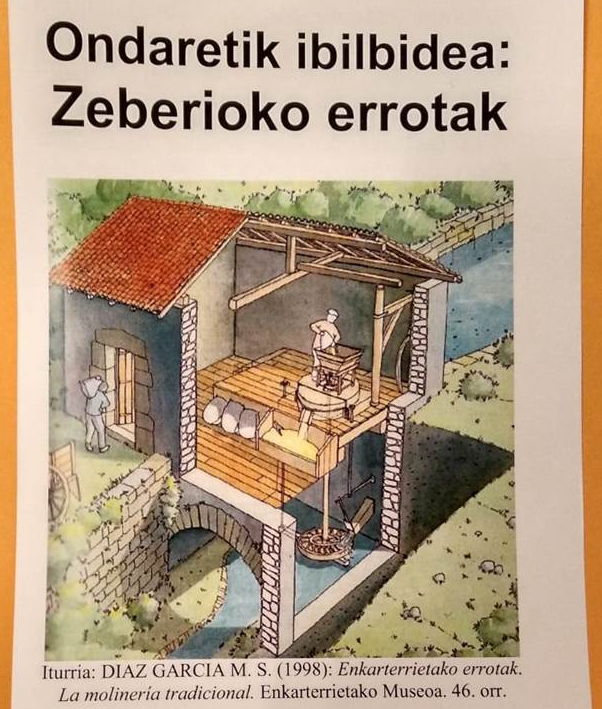 Ondaretik ibilbidea:
Zeberioko errotak
Iturria: DIAZ GARCIA M. S. (1998): Enkarterrietako errotak.
La molinería tradicional. Enkarterrietako Museoa. 46. orr.